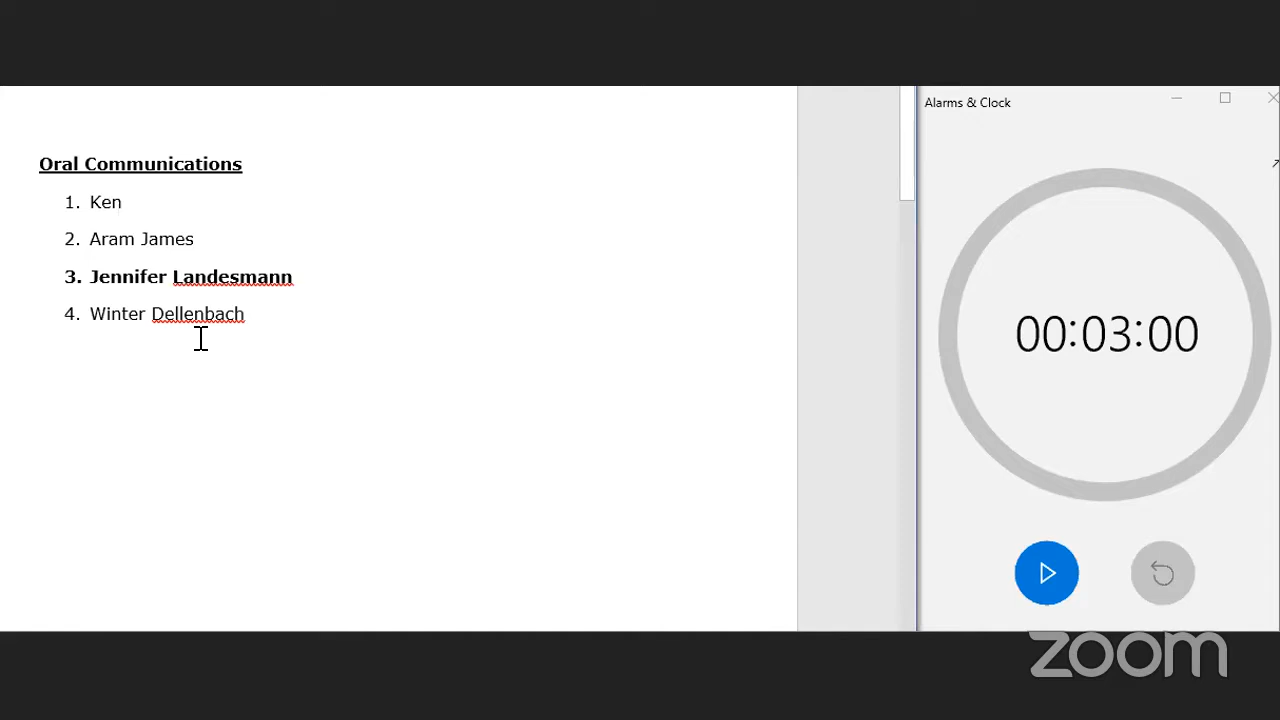 Alarms & Clock
Oral Communications
1. Ken
2. Aram James
3. Jennifer Landesmann
4. Winter Dellenbach
00:03:00
zoom